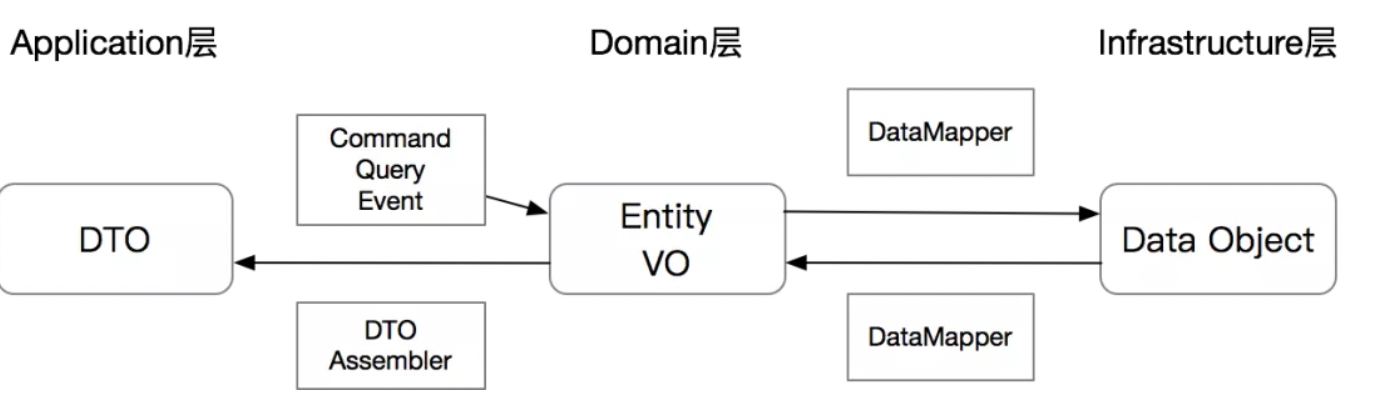 Application层
Domain层
Infrastructure层
Command
Query
Event
DataMapper
DTO
Entity
VO
Data Object
DTO
Assembler
DataMapper